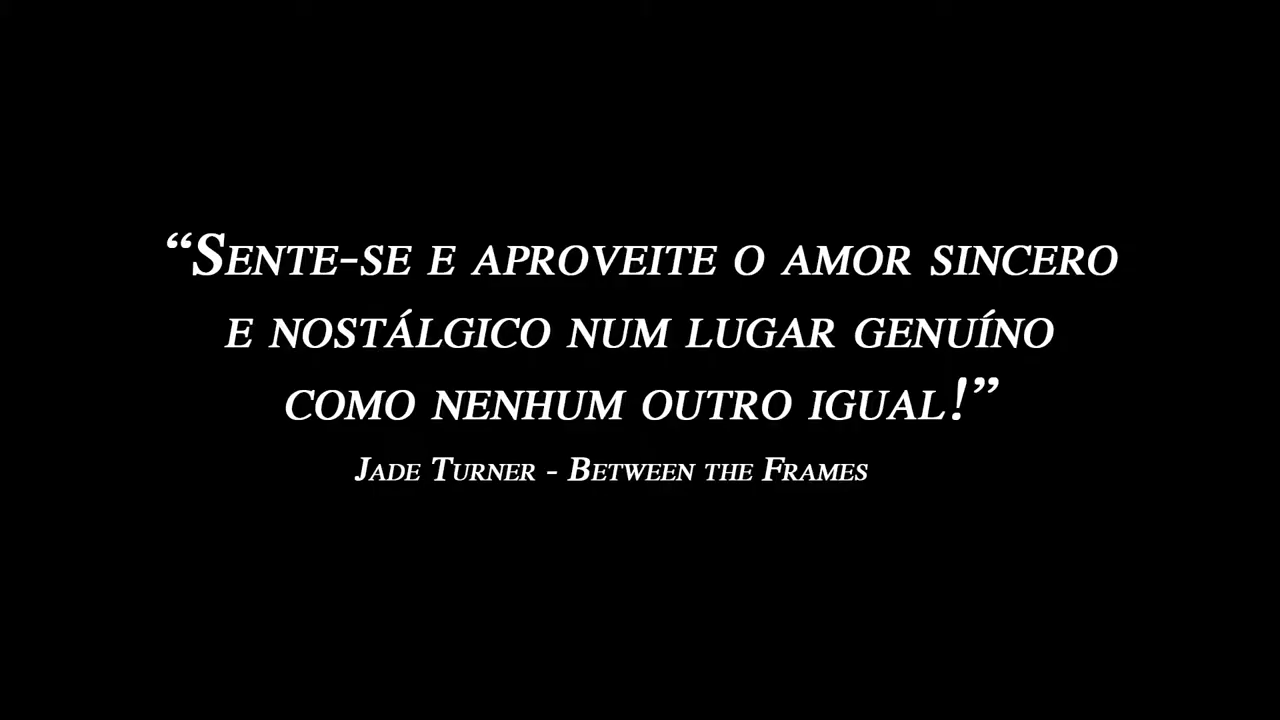 “Sente-se e aproveite o amor sincero
e nostálgico num lugar genuíno
como nenhum outro igual!”
Jade Turner - Between the Frames